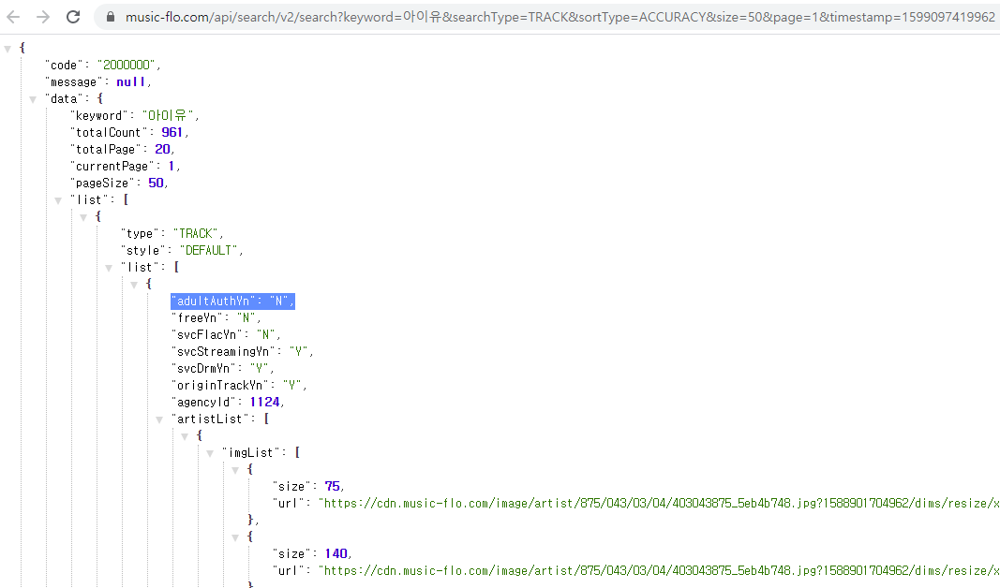 music-flo.com/api/search/v2/search?keyword=아이유&searchType=TRACK&sortType=ACCURACY&size=50&page=1&timestamp=1599097419962
{
"code": "2000000",
"message": null,
"data": {
"keyword": "아이유",
"totalCount": 961,
"totalPage": 20,
"currentPage": 1,
"pageSize": 50,
"list": [
{
"type": "TRACK",
"style": "DEFAULT",
"list": [
{
"adultAuthYn": "N",
"freeYn": "N",
"svcFlacYn": "N",
"svcStreamingYn": "Y",
"svcDrmYn": "Y",
"originTrackYn": "Y",
"agencyId": 1124,
"artistList": [
{
"imgList": [
{
"size": 75,
"url": "https://cdn.music-flo.com/image/artist/875/043/03/04/403043875_5eb4b748.jpg?1588901704962/dims/resize/x
},
{
"size": 140,
"url": "https://cdn.music-flo.com/image/artist/875/043/03/04/403043875_5eb4b748.jpg?1588901704962/dims/resize/x
}